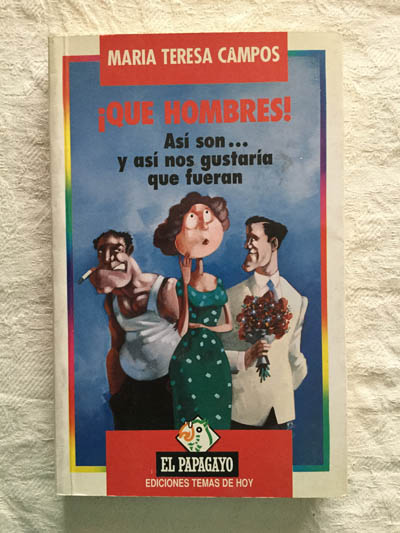 MARIA TERESA CAMPOS
¡QUE HOMBRES!
Así son...
y así nos gustaría
que fueran
EL PAPAGAYO
EDICIONES TEMAS DE HOY